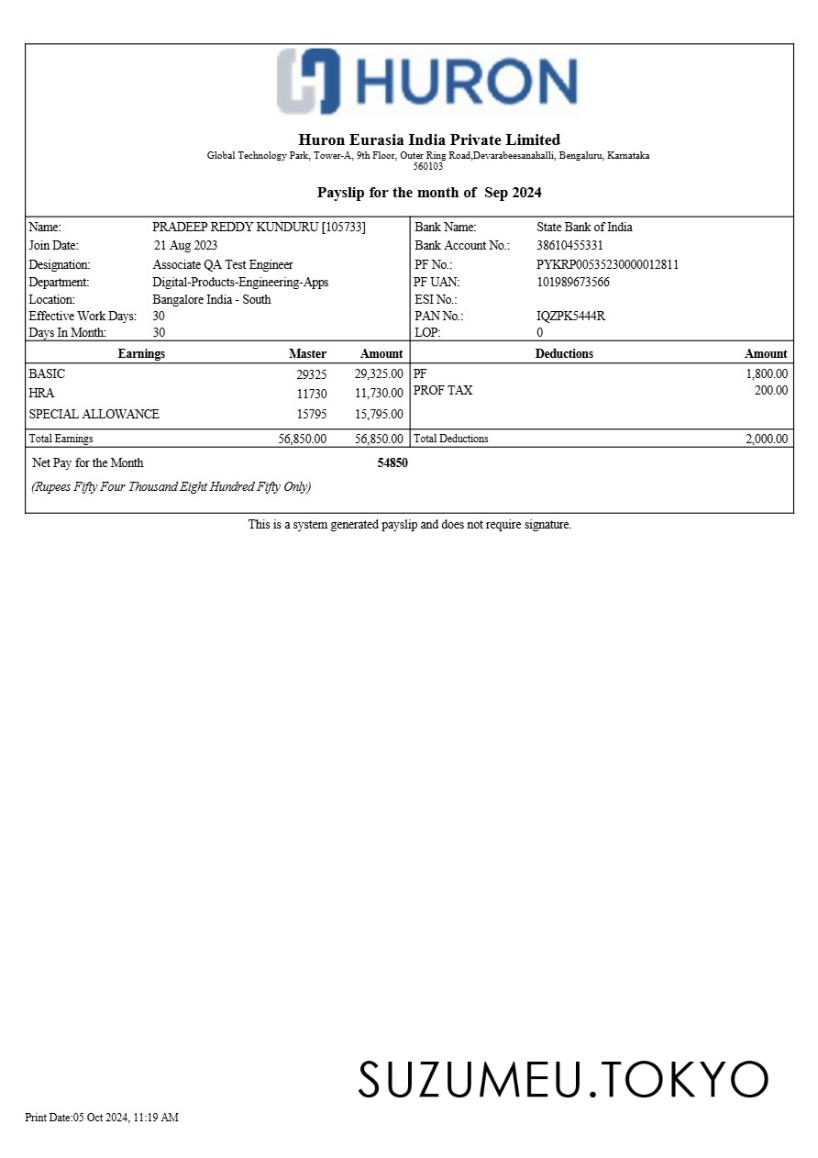 HURON
Huron Eurasia India Private Limited
Global Technology Park, Tower-A, 9th Floor, Outer Ring Road,Devarabeesanahalli, Bengaluru, Karnataka
560103
Payslip for the month of Sep 2024
Name: PRADEEP REDDY KUNDURU [105733] Bank Name: State Bank of India
Join Date: 21 Aug 2023 Bank Account No.: 38610455331
Designation: Associate QA Test Engineer PF No.: PYKRP00535230000012811
Department: Digital-Products-Engineering-Apps PF UAN: 101989673566
Location: Bangalore India - South ESI No.:
Effective Work Days: 30 PAN No.: IQZPK5444R
Days In Month: 30 LOP: 0
Earnings Master Amount Deductions Amount
BASIC 29325 29,325.00 PF 1,800.00
HRA 11730 11,730.00 PROF TAX 200.00
SPECIAL ALLOWANCE 15795 15,795.00
Total Earnings 56,850.00 56,850.00 Total Deductions 2,000.00
Net Pay for the Month 54850
(Rupees Fifty Four Thousand Eight Hundred Fifty Only)
This is a system generated payslip and does not require signature.
SUZUMEU.TOKYO
Print Date:05 Oct 2024, 11:19 AM